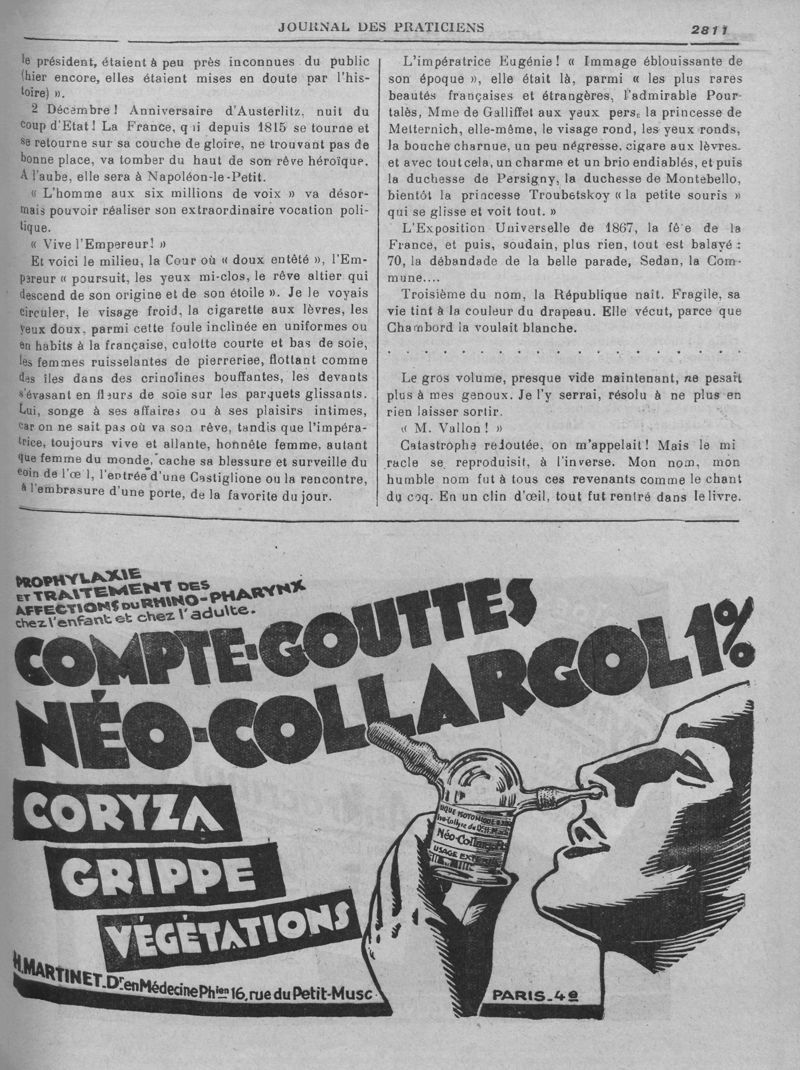 JOURNAL DES PRATICIENS
2811
le président, étaient à peu près inconnues du public
(hier encore, elles étaient mises en doute par l'his-
toire) ».
2 Décembre ! Anniversaire d'Austerlitz, nuit du
coup d'Etat ! La France, qui depuis 1815 se tourne et
se retourne sur sa couche de gloire, ne trouvant pas de
bonne place, va tomber du haut de son rêve héroïque.
A l'aube, elle sera à Napoléon-le-Petit.
« L'homme aux six millions de voix » va désor-
mais pouvoir réaliser son extraordinaire vocation poli-
tique.
« Vive l'Empereur! »
Et voici le milieu, la Cour où « doux entêté », l'Em-
pereur « poursuit, les yeux mi-clos, le rêve altier qui
descend de son origine et de son étoile ». Je le voyais
circuler, le visage froid, la cigarette aux lèvres, les
yeux doux, parmi cette foule inclinée en uniformes ou
en habits à la française, culotte courte et bas de soie,
les femmes ruisselantes de pierreriee, flottant comme
des îles dans des crinolines bouffantes, les devants
s'évasant en fleurs de soie sur les parquets glissants.
Lui, songe à ses affaires ou à ses plaisirs intimes,
car on ne sait pas où va son rêve, tandis que l'impéra-
trice, toujours vive et allante, honnête femme, autant
que femme du monde, cache sa blessure et surveille du
coin de l'œ l, l'entrée d'une Castiglione ou la rencontre,
à l'embrasure d'une porte, de la favorite du jour.
L'impératrice Eugénie ! « Immage éblouissante de
son époque », elle était là, parmi « les plus rares
beautés françaises et étrangères, l'admirable Pour-
talès, Mme de Galliffet aux yeux pers, la princesse de
Metternich, elle-même, le visage rond, les yeux ronds,
la bouche charnue, un peu négresse, cigare aux lèvres.
et avec tout cela, un charme et un brio endiablés, et puis
la duchesse de Persigny, la duchesse de Montebello,
bientôt la princesse Troubetskoy « la petite souris »
qui se glisse et voit tout. »
L'Exposition Universelle de 1867, la fê e de la
France, et puis, soudain, plus rien, tout est balayé :
70, la débandade de la belle parade, Sedan, la Com-
mune....
Troisième du nom, la République naît. Fragile, sa
vie tint à la couleur du drapeau. Elle vécut, parce que
Chambord la voulait blanche.
. . . . . . . . . . . . . . . . . . . .
Le gros volume, presque vide maintenant, ne pesait
plus à mes genoux. Je l'y serrai, résolu à ne plus en
rien laisser sortir.
« M. Vallon ! »
Catastrophe redoutée, on m'appelait ! Mais le mi
racle se reproduisit, à l'inverse. Mon nom, mon
humble nom fut à tous ces revenants comme le chant
du coq. En un clin d'œil, tout fut rentré dans le livre.
PROPHYLAXIE
ET TRAITEMENT DES
AFFECTIONS DU RHINO-PHARYNX
chez l'enfant et chez l'adulte.
COMPTE-GOUTTES
NÉO-COLLARGOL 1%
CORYZA
GRIPPE
VÉGÉTATIONS
Néo-Collargol
USAGE EXTERNE
H. MARTINET. Dr en Médecine Phien 16, rue du Petit-Musc
PARIS-4e